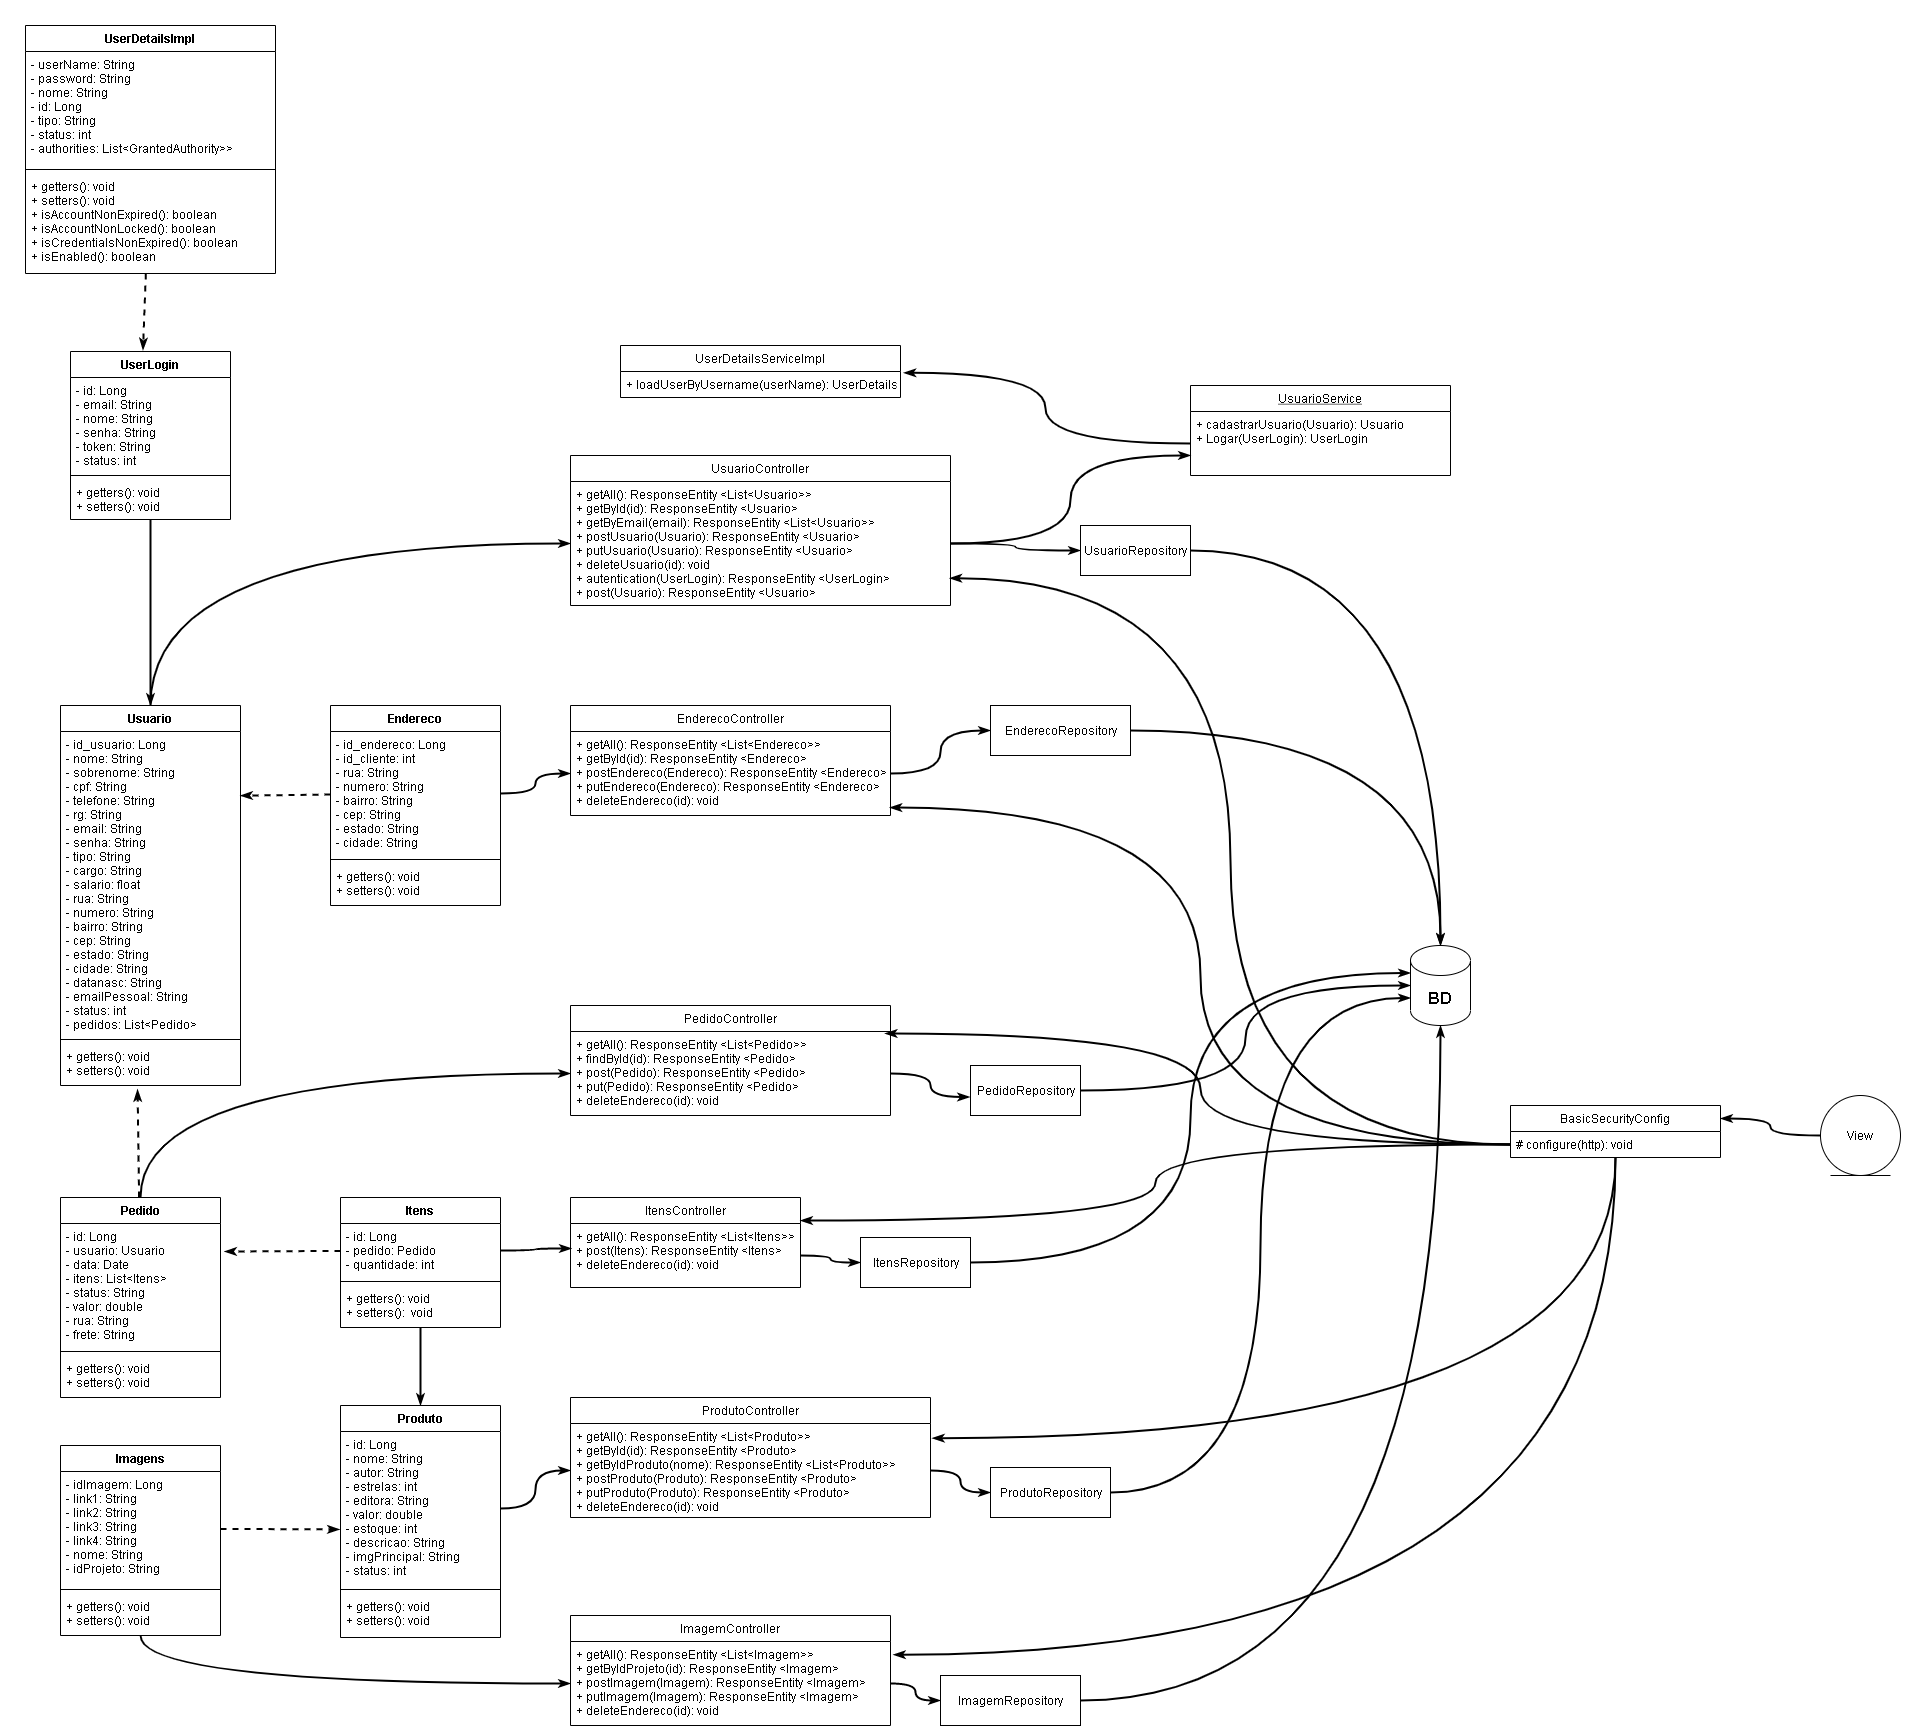 UserDetailsImpl
- userName: String
- password: String
- nome: String
- id: Long
- tipo: String
- status: int
- authorities: List<GrantedAuthority>>
+ getters(): void
+ setters(): void
+ isAccountNonExpired(): boolean
+ isAccountNonLocked(): boolean
+ isCredentialsNonExpired(): boolean
+ isEnabled(): boolean
UserLogin
- id: Long
- email: String
- nome: String
- senha: String
- token: String
- status: int
+ getters(): void
+ setters(): void
UserDetailsServiceImpl
+ loadUserByUsername(userName): UserDetails
UsuarioService
+ cadastrarUsuario(Usuario): Usuario
+ Logar(UserLogin): UserLogin
UsuarioController
+ getAll(): ResponseEntity <List<Usuario>>
+ getById(id): ResponseEntity <Usuario>
+ getByEmail(email): ResponseEntity <List<Usuario>>
+ postUsuario(Usuario): ResponseEntity <Usuario>
+ putUsuario(Usuario): ResponseEntity <Usuario>
+ deleteUsuario(id): void
+ autentication(UserLogin): ResponseEntity <UserLogin>
+ post(Usuario): ResponseEntity <Usuario>
UsuarioRepository
Usuario
- id_usuario: Long
- nome: String
- sobrenome: String
- cpf: String
- telefone: String
- rg: String
- email: String
- senha: String
- tipo: String
- cargo: String
- salario: float
- rua: String
- numero: String
- bairro: String
- cep: String
- estado: String
- cidade: String
- datanasc: String
- emailPessoal: String
- status: int
- pedidos: List<Pedido>
+ getters(): void
+ setters(): void
Endereco
- id_endereco: Long
- id_cliente: int
- rua: String
- numero: String
- bairro: String
- cep: String
- estado: String
- cidade: String
+ getters(): void
+ setters(): void
EnderecoController
+ getAll(): ResponseEntity <List<Endereco>>
+ getById(id): ResponseEntity <Endereco>
+ postEndereco(Endereco): ResponseEntity <Endereco>
+ putEndereco(Endereco): ResponseEntity <Endereco>
+ deleteEndereco(id): void
EnderecoRepository
BD
PedidoController
+ getAll(): ResponseEntity <List<Pedido>>
+ findById(id): ResponseEntity <Pedido>
+ post(Pedido): ResponseEntity <Pedido>
+ put(Pedido): ResponseEntity <Pedido>
+ deleteEndereco(id): void
PedidoRepository
BasicSecurityConfig
# configure(http): void
View
Pedido
- id: Long
- usuario: Usuario
- data: Date
- itens: List<Itens>
- status: String
- valor: double
- rua: String
- frete: String
+ getters(): void
+ setters(): void
Itens
- id: Long
- pedido: Pedido
- quantidade: int
+ getters(): void
+ setters():  void
ItensController
+ getAll(): ResponseEntity <List<Itens>>
+ post(Itens): ResponseEntity <Itens>
+ deleteEndereco(id): void
ItensRepository
Imagens
- idImagem: Long
- link1: String
- link2: String
- link3: String
- link4: String
- nome: String
- idProjeto: String
+ getters(): void
+ setters(): void
Produto
- id: Long
- nome: String
- autor: String
- estrelas: int
- editora: String
- valor: double
- estoque: int
- descricao: String
- imgPrincipal: String
- status: int
+ getters(): void
+ setters(): void
ProdutoController
+ getAll(): ResponseEntity <List<Produto>>
+ getById(id): ResponseEntity <Produto>
+ getByIdProduto(nome): ResponseEntity <List<Produto>>
+ postProduto(Produto): ResponseEntity <Produto>
+ putProduto(Produto): ResponseEntity <Produto>
+ deleteEndereco(id): void
ProdutoRepository
ImagemController
+ getAll(): ResponseEntity <List<Imagem>>
+ getByIdProjeto(id): ResponseEntity <Imagem>
+ postImagem(Imagem): ResponseEntity <Imagem>
+ putImagem(Imagem): ResponseEntity <Imagem>
+ deleteEndereco(id): void
ImagemRepository